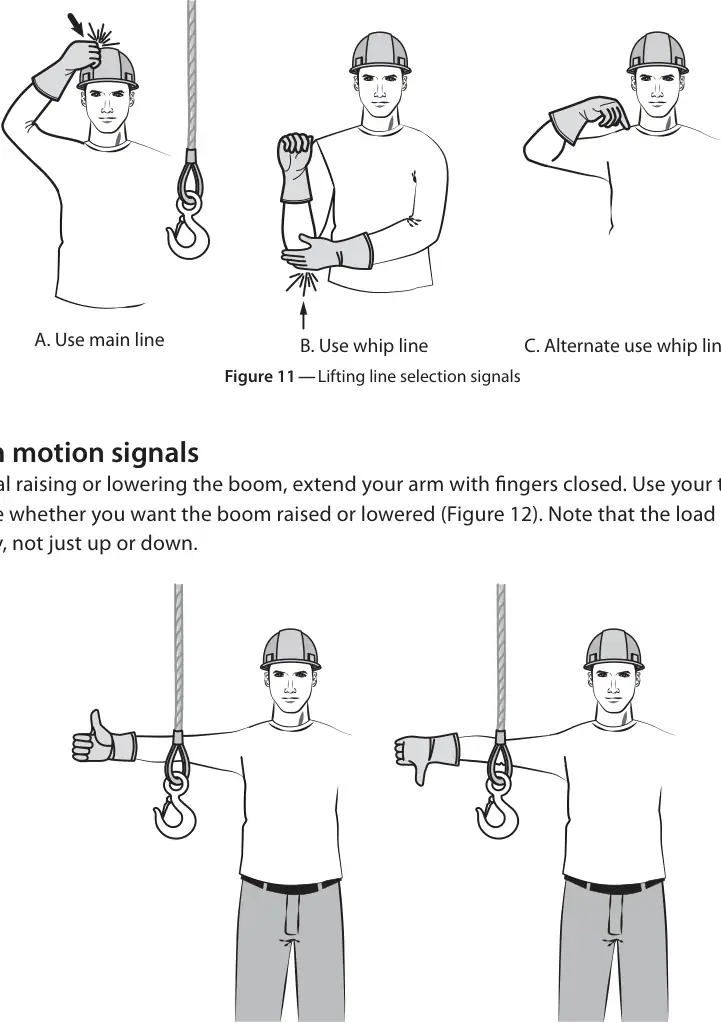 A. Use main line
B. Use whip line
C. Alternate use whip lin
Figure 11 — Lifting line selection signals
motion signals
raising or lowering the boom, extend your arm with fingers closed. Use your
whether you want the boom raised or lowered (Figure 12). Note that the load
, not just up or down.